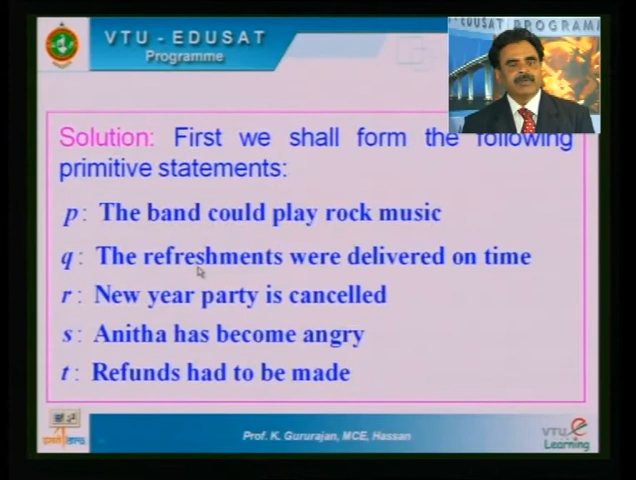 VTU - EDUSAT
Programme
EDUSAT PROGRAMM
Solution: First we shall form the following
primitive statements:
p: The band could play rock music
q: The refreshments were delivered on time
r: New year party is cancelled
s: Anitha has become angry
t: Refunds had to be made
Prof. K. Gururajan, MCE, Hassan
VTU e
Learning